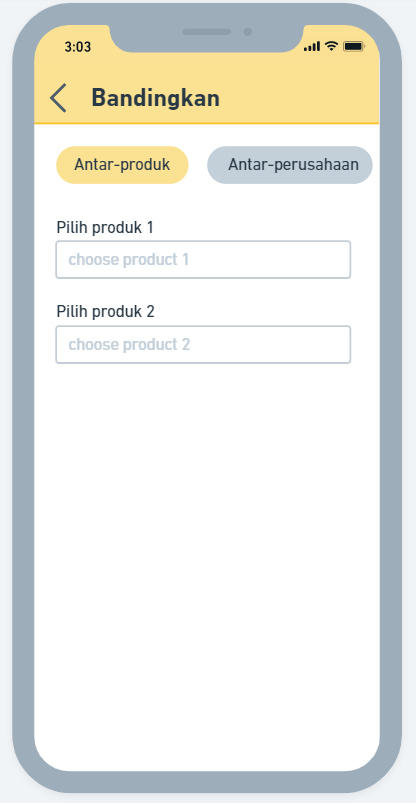 3:03
Bandingkan
Antar-produk Antar-perusahaan
Pilih produk 1
choose product 1
Pilih produk 2
choose product 2